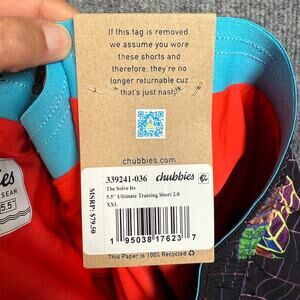 If this tag is removed
we assume you wore
these shorts and
therefore, they're no
longer returnable cuz
that's just nasty
chubbies.com
339241-036 chubbies
The Solve Its
5.5" Ultimate Training Short 2.0
XXL
MSRP: $79.50
1 95038 17623 7
This Paper is 100% Recycled
ies
SEAM
5.5"